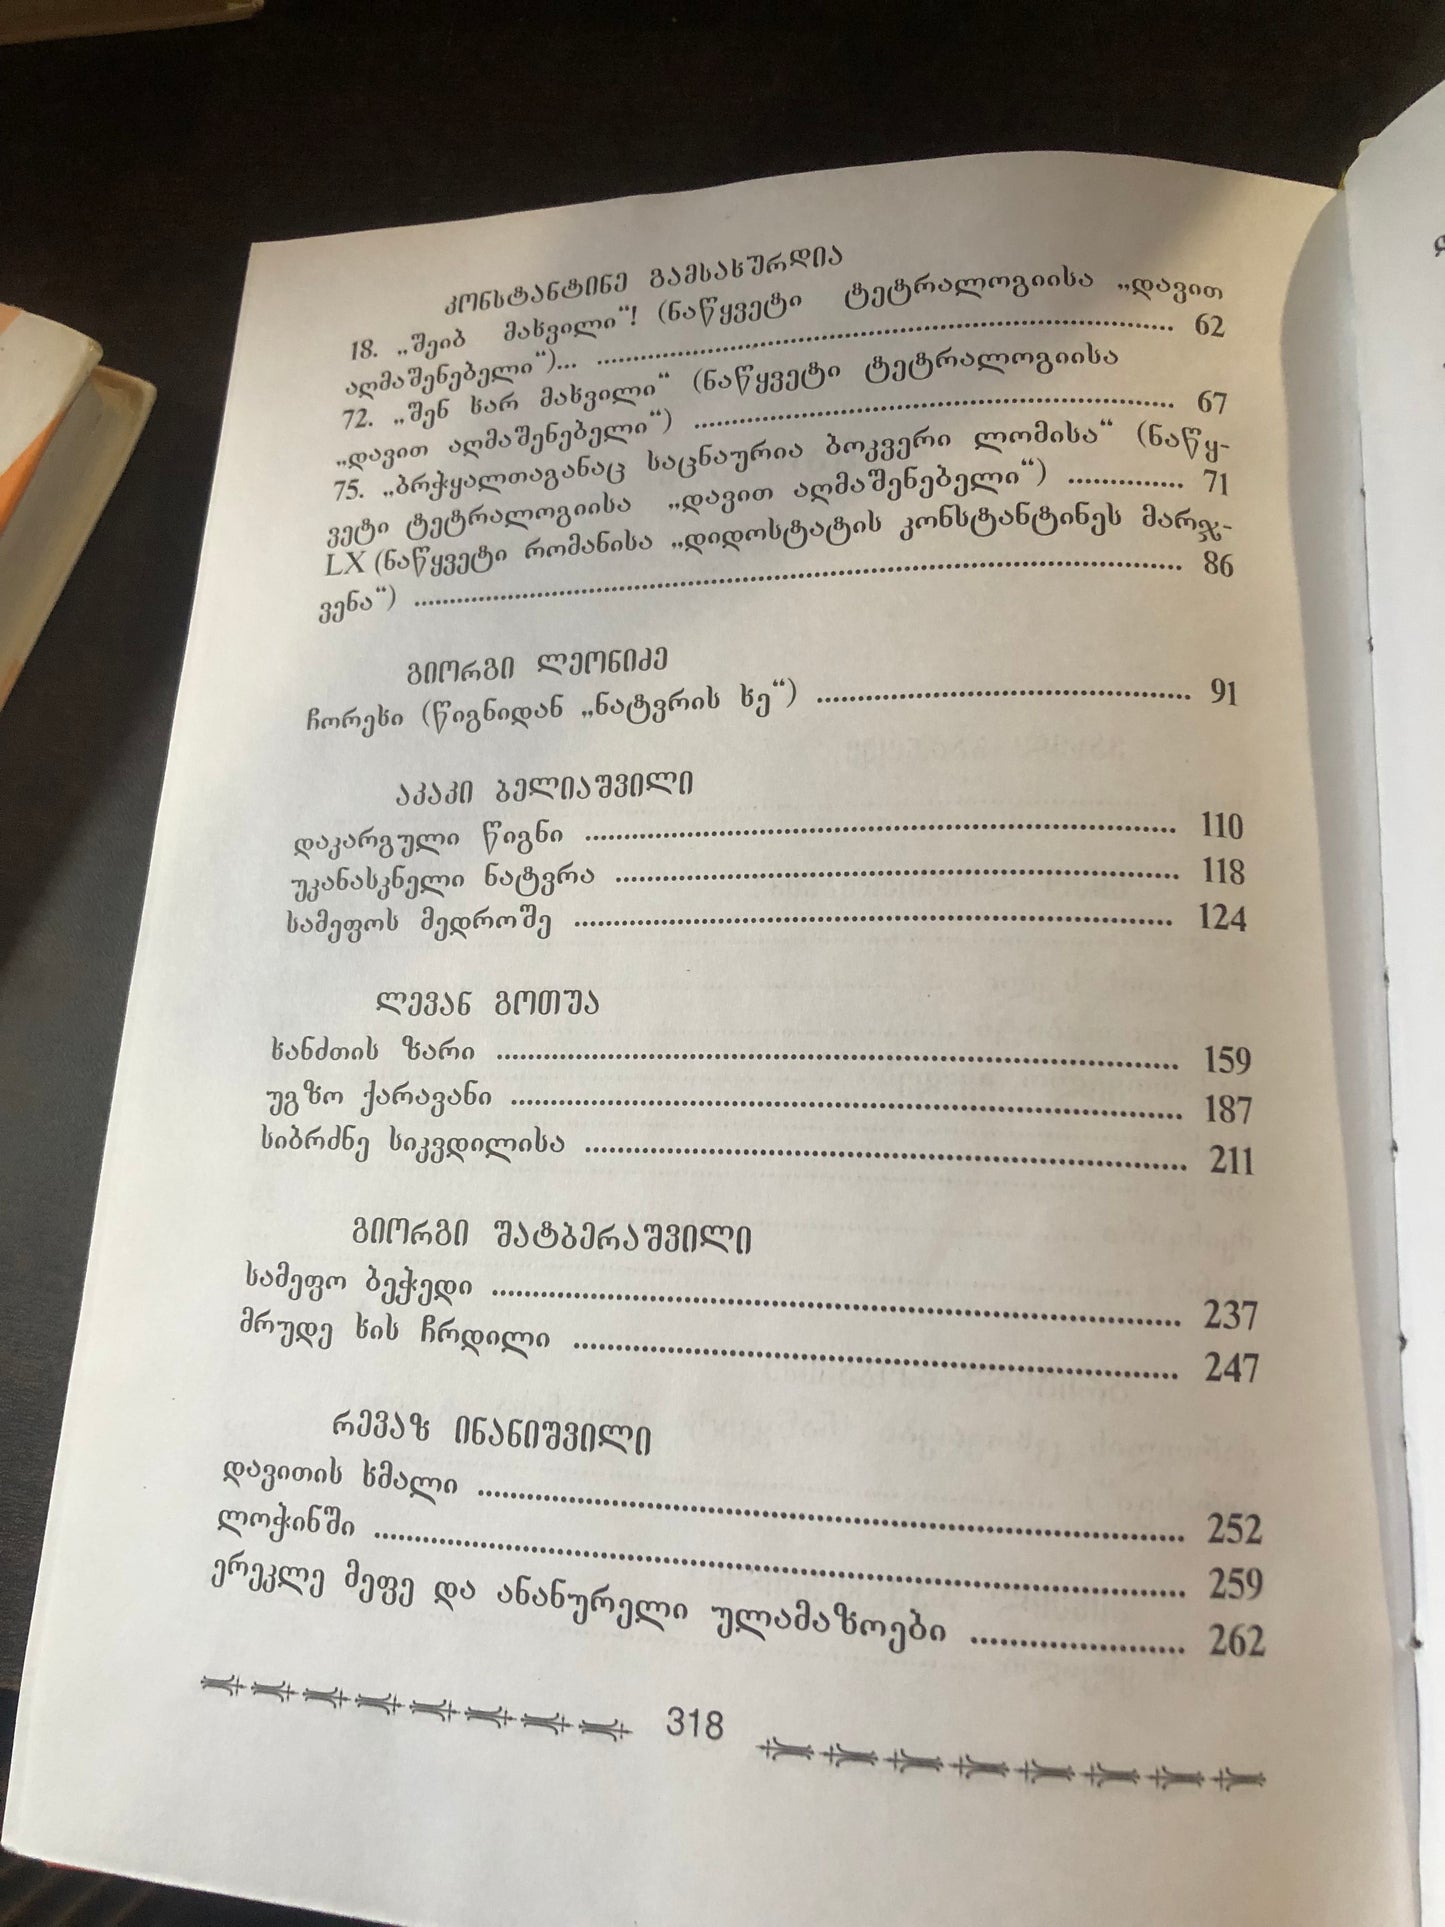 კონსტანტინე გამსახურდია
18. „შეიბ მახვილი“! (ნაწყვეტი ტეტრალოგიისა „დავით
აღმაშენებელი“)... ........................................ 62
72. „შენ ხარ მახვილი“ (ნაწყვეტი ტეტრალოგიისა
„დავით აღმაშენებელი“) ........................................ 67
75. „ბრჭყალთაგანაც საცნაურია ბოკვერი ლომისა“ (ნაწყ-
ვეტი ტეტრალოგიისა „დავით აღმაშენებელი“) .............. 71
LX (ნაწყვეტი რომანისა „დიდოსტატის კონსტანტინეს მარჯ-
ვენა“) ........................................ 86
გიორგი ლეონიძე
ჩორეხი (წიგნიდან „ნატვრის ხე“) ........................................ 91
აკაკი ბელიაშვილი
დაკარგული წიგნი ........................................ 110
უკანასკნელი ნატვრა ........................................ 118
სამეფოს მედროშე ........................................ 124
ლევან გოთუა
ხანძთის ზარი ........................................ 159
უგზო ქარავანი ........................................ 187
სიბრძნე სიკვდილისა ........................................ 211
გიორგი შატბერაშვილი
სამეფო ბეჭედი ........................................ 237
მრუდე ხის ჩრდილი ........................................ 247
რევაზ ინანიშვილი
დავითის ხმალი ........................................ 252
ლოჭინში ........................................ 259
ერეკლე მეფე და ანანურელი ულამაზოები ...................... 262
318